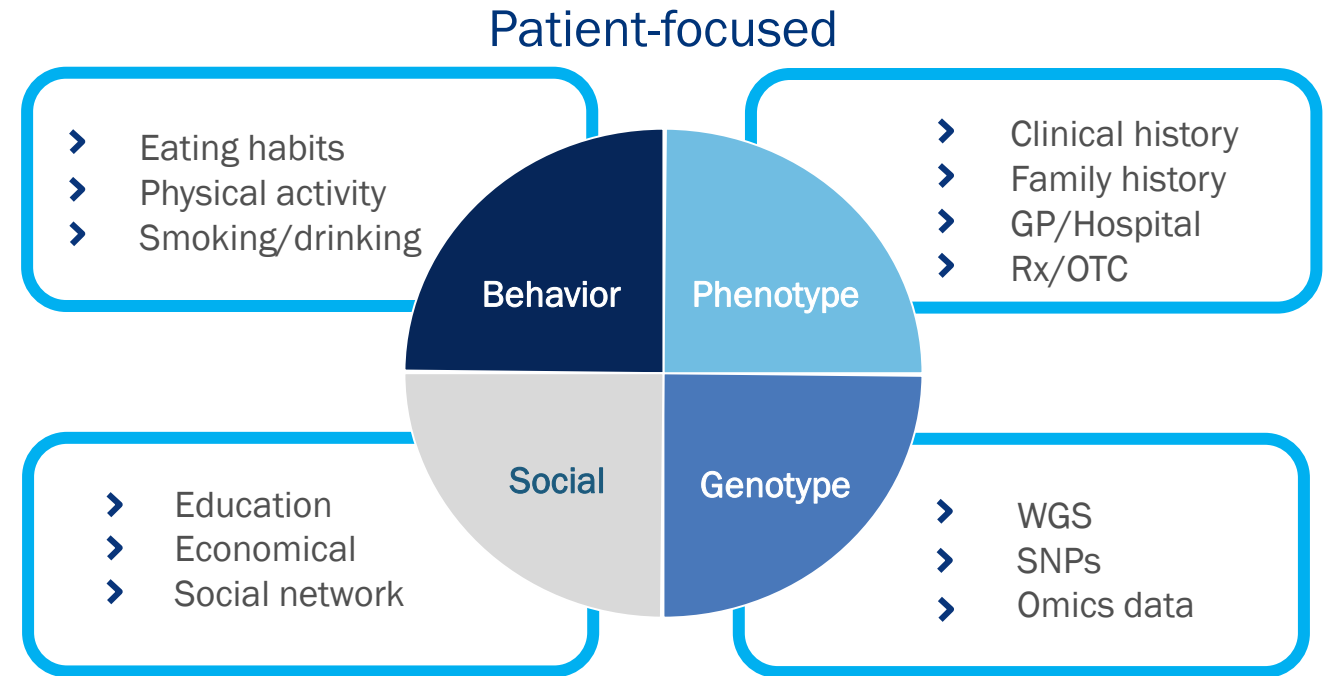 Patient-focused
Eating habits
Physical activity
Smoking/drinking
Clinical history
Family history
GP/Hospital
Rx/OTC
Behavior
Phenotype
Social
Genotype
Education
Economical
Social network
WGS
SNPs
Omics data